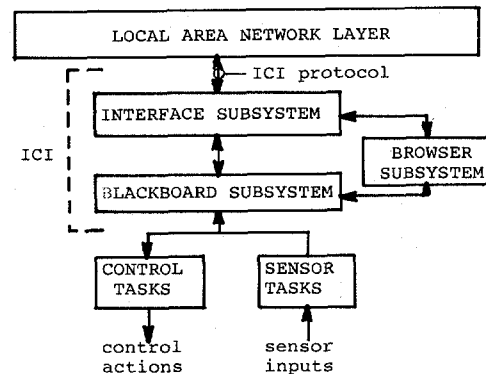 LOCAL AREA NETWORK LAYER
ICI protocol
INTERFACE SUBSYSTEM
ICI
BROWSER
SUBSYSTEM
BLACKBOARD SUBSYSTEM
CONTROL
TASKS
SENSOR
TASKS
control
actions
sensor
inputs